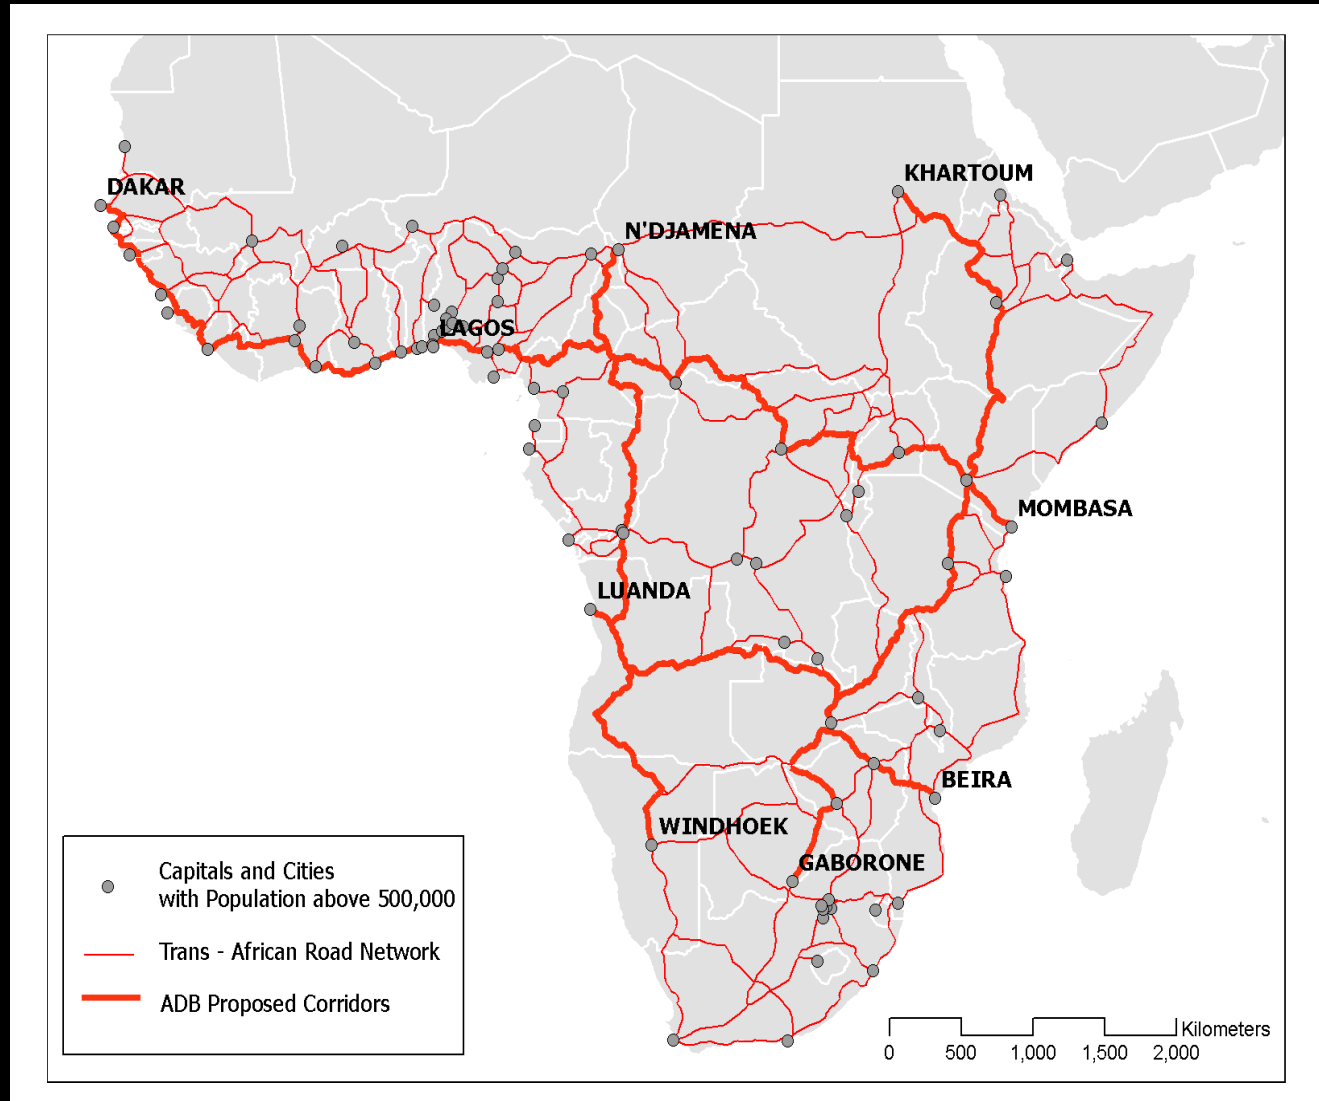 KHARTOUM
DAKAR
N'DJAMENA
LAGOS
MOMBASA
LUANDA
BEIRA
WINDHOEK
GABORONE
Capitals and Cities
with Population above 500,000
Trans - African Road Network
ADB Proposed Corridors
Kilometers
0 500 1,000 1,500 2,000